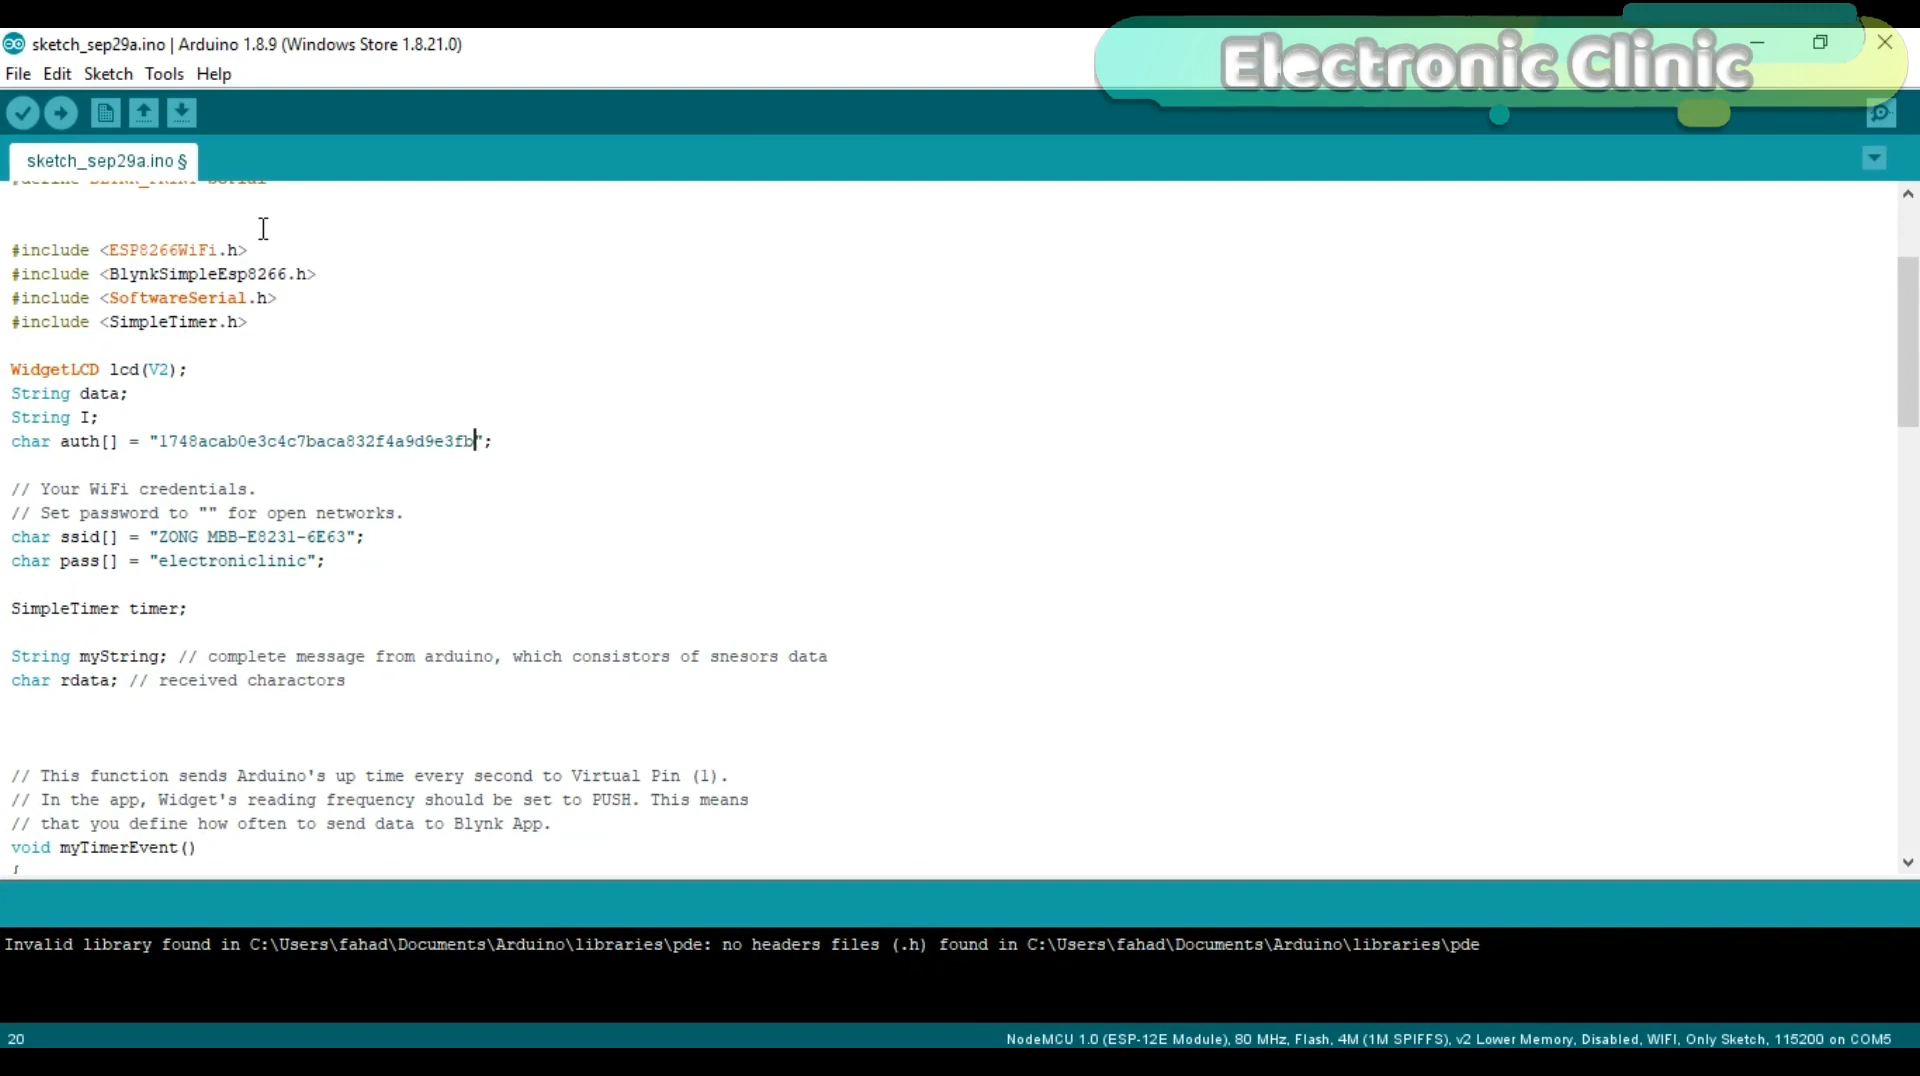 sketch_sep29a.ino | Arduino 1.8.9 (Windows Store 1.8.21.0)
Electronic Clinic
File Edit Sketch Tools Help
sketch_sep29a.ino §
#define BLYNK_PRINT Serial
#include <ESP8266WiFi.h>
#include <BlynkSimpleEsp8266.h>
#include <SoftwareSerial.h>
#include <SimpleTimer.h>
WidgetLCD lcd(V2);
String data;
String I;
char auth[] = "1748acab0e3c4c7baca832f4a9d9e3fb";
// Your WiFi credentials.
// Set password to "" for open networks.
char ssid[] = "ZONG MBB-E8231-6E63";
char pass[] = "electroniclinic";
SimpleTimer timer;
String myString; // complete message from arduino, which consistors of snesors data
char rdata; // received charactors
// This function sends Arduino's up time every second to Virtual Pin (1).
// In the app, Widget's reading frequency should be set to PUSH. This means
// that you define how often to send data to Blynk App.
void myTimerEvent()
{
Invalid library found in C:\Users\fahad\Documents\Arduino\libraries\pde: no headers files (.h) found in C:\Users\fahad\Documents\Arduino\libraries\pde
20
NodeMCU 1.0 (ESP-12E Module), 80 MHz, Flash, 4M (1M SPIFFS), v2 Lower Memory, Disabled, WIFI, Only Sketch, 115200 on COM5